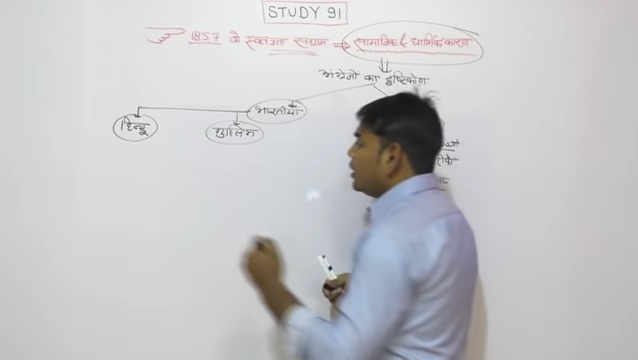 STUDY 91
1857 के स्वतंत्रता संग्राम ⇒ सामाजिक & धार्मिक कारण
अंग्रेजो का दृष्टिकोण
भारतीयो
हिन्दू मुस्लिम